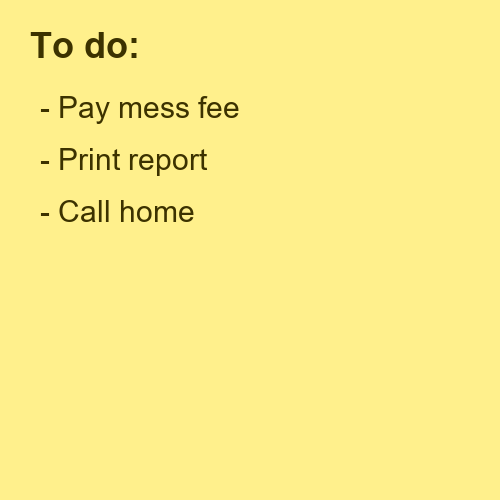 To do:
- Pay mess fee
- Print report
- Call home